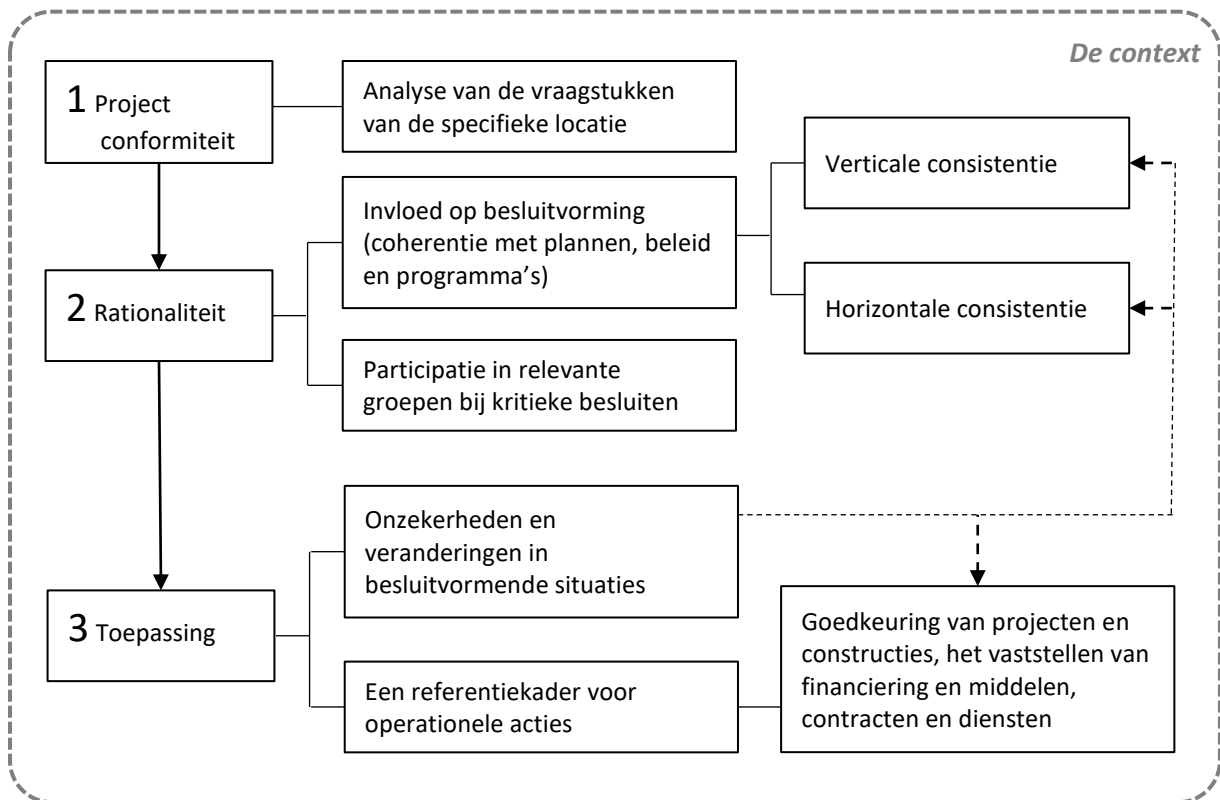 De context
1 Project
conformiteit
Analyse van de vraagstukken
van de specifieke locatie
Verticale consistentie
Invloed op besluitvorming
(coherentie met plannen, beleid
en programma's)
2 Rationaliteit
Horizontale consistentie
Participatie in relevante
groepen bij kritieke besluiten
Onzekerheden en
veranderingen in
besluitvormende situaties
3 Toepassing
Goedkeuring van projecten en
constructies, het vaststellen van
financiering en middelen,
contracten en diensten
Een referentiekader voor
operationele acties